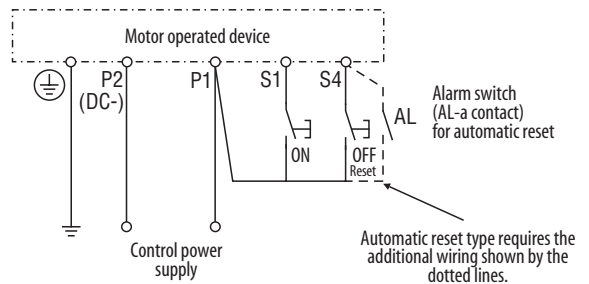 Motor operated device
P2
(DC-)
P1
S1
S4
AL
Alarm switch
(AL-a contact)
for automatic reset
ON
OFF
Reset
Control power
supply
Automatic reset type requires the
additional wiring shown by the
dotted lines.